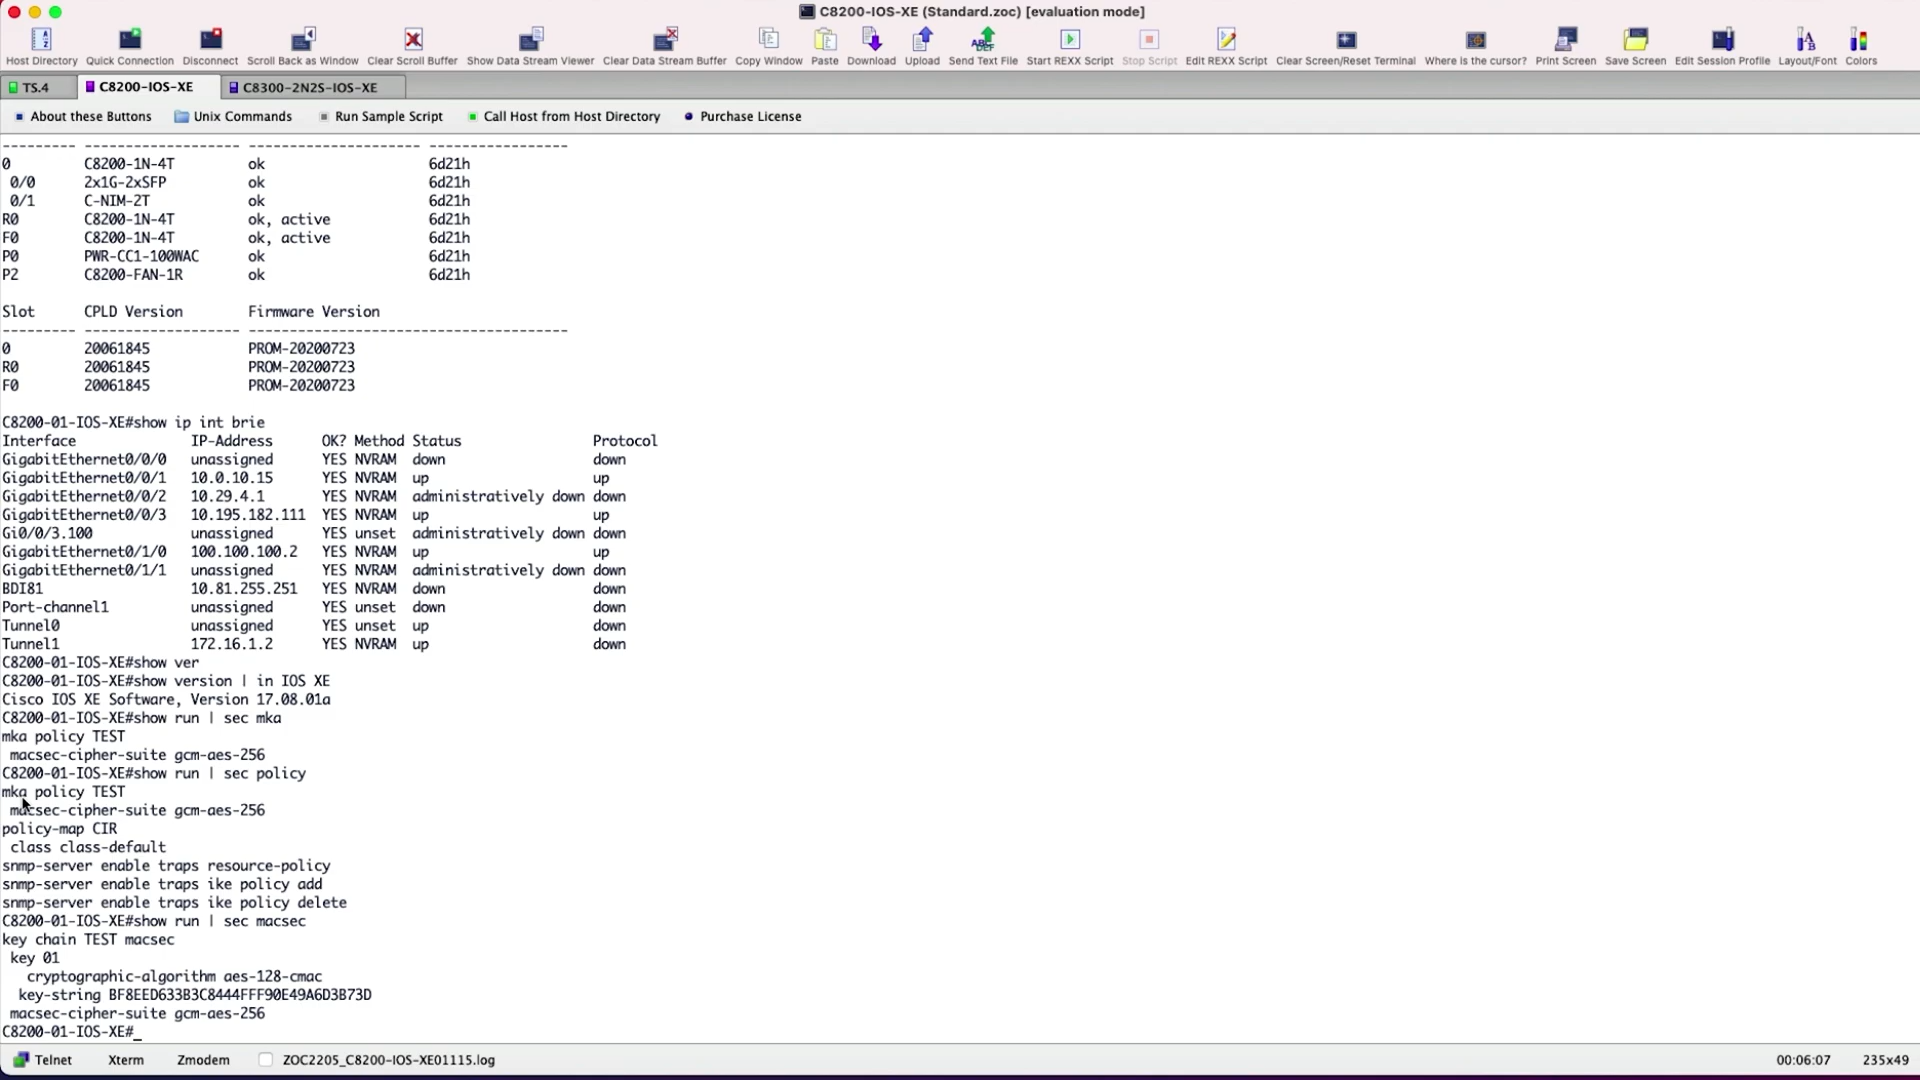 C8200-IOS-XE (Standard.zoc) [evaluation mode]
Host Directory Quick Connection Disconnect Scroll Back as Window Clear Scroll Buffer Show Data Stream Viewer Clear Data Stream Buffer Copy Window Paste Download Upload Send Text File Start REXX Script Stop Script Edit REXX Script Clear Screen/Reset Terminal Where is the cursor? Print Screen Save Screen Edit Session Profile Layout/Font Colors
TS.4 C8200-IOS-XE C8300-2N2S-IOS-XE
About these Buttons Unix Commands Run Sample Script Call Host from Host Directory Purchase License
--------- ------------------- --------------------- -----------------
0 C8200-1N-4T ok 6d21h
0/0 2x1G-2xSFP ok 6d21h
0/1 C-NIM-2T ok 6d21h
R0 C8200-1N-4T ok, active 6d21h
F0 C8200-1N-4T ok, active 6d21h
P0 PWR-CC1-100WAC ok 6d21h
P2 C8200-FAN-1R ok 6d21h
Slot CPLD Version Firmware Version
--------- ------------------- ---------------------------------------
0 20061845 PROM-20200723
R0 20061845 PROM-20200723
F0 20061845 PROM-20200723
C8200-01-IOS-XE#show ip int brie
Interface IP-Address OK? Method Status Protocol
GigabitEthernet0/0/0 unassigned YES NVRAM down down
GigabitEthernet0/0/1 10.0.10.15 YES NVRAM up up
GigabitEthernet0/0/2 10.29.4.1 YES NVRAM administratively down down
GigabitEthernet0/0/3 10.195.182.111 YES NVRAM up up
Gi0/0/3.100 unassigned YES unset administratively down down
GigabitEthernet0/1/0 100.100.100.2 YES NVRAM up up
GigabitEthernet0/1/1 unassigned YES NVRAM administratively down down
BDI81 10.81.255.251 YES NVRAM down down
Port-channel1 unassigned YES unset down down
Tunnel0 unassigned YES unset up down
Tunnel1 172.16.1.2 YES NVRAM up down
C8200-01-IOS-XE#show ver
C8200-01-IOS-XE#show version | in IOS XE
Cisco IOS XE Software, Version 17.08.01a
C8200-01-IOS-XE#show run | sec mka
mka policy TEST
macsec-cipher-suite gcm-aes-256
C8200-01-IOS-XE#show run | sec policy
mka policy TEST
macsec-cipher-suite gcm-aes-256
policy-map CIR
class class-default
snmp-server enable traps resource-policy
snmp-server enable traps ike policy add
snmp-server enable traps ike policy delete
C8200-01-IOS-XE#show run | sec macsec
key chain TEST macsec
key 01
cryptographic-algorithm aes-128-cmac
key-string BF8EED633B3C8444FFF90E49A6D3B73D
macsec-cipher-suite gcm-aes-256
C8200-01-IOS-XE#_
Telnet Xterm Zmodem ZOC2205_C8200-IOS-XE01115.log 00:06:07 235x49